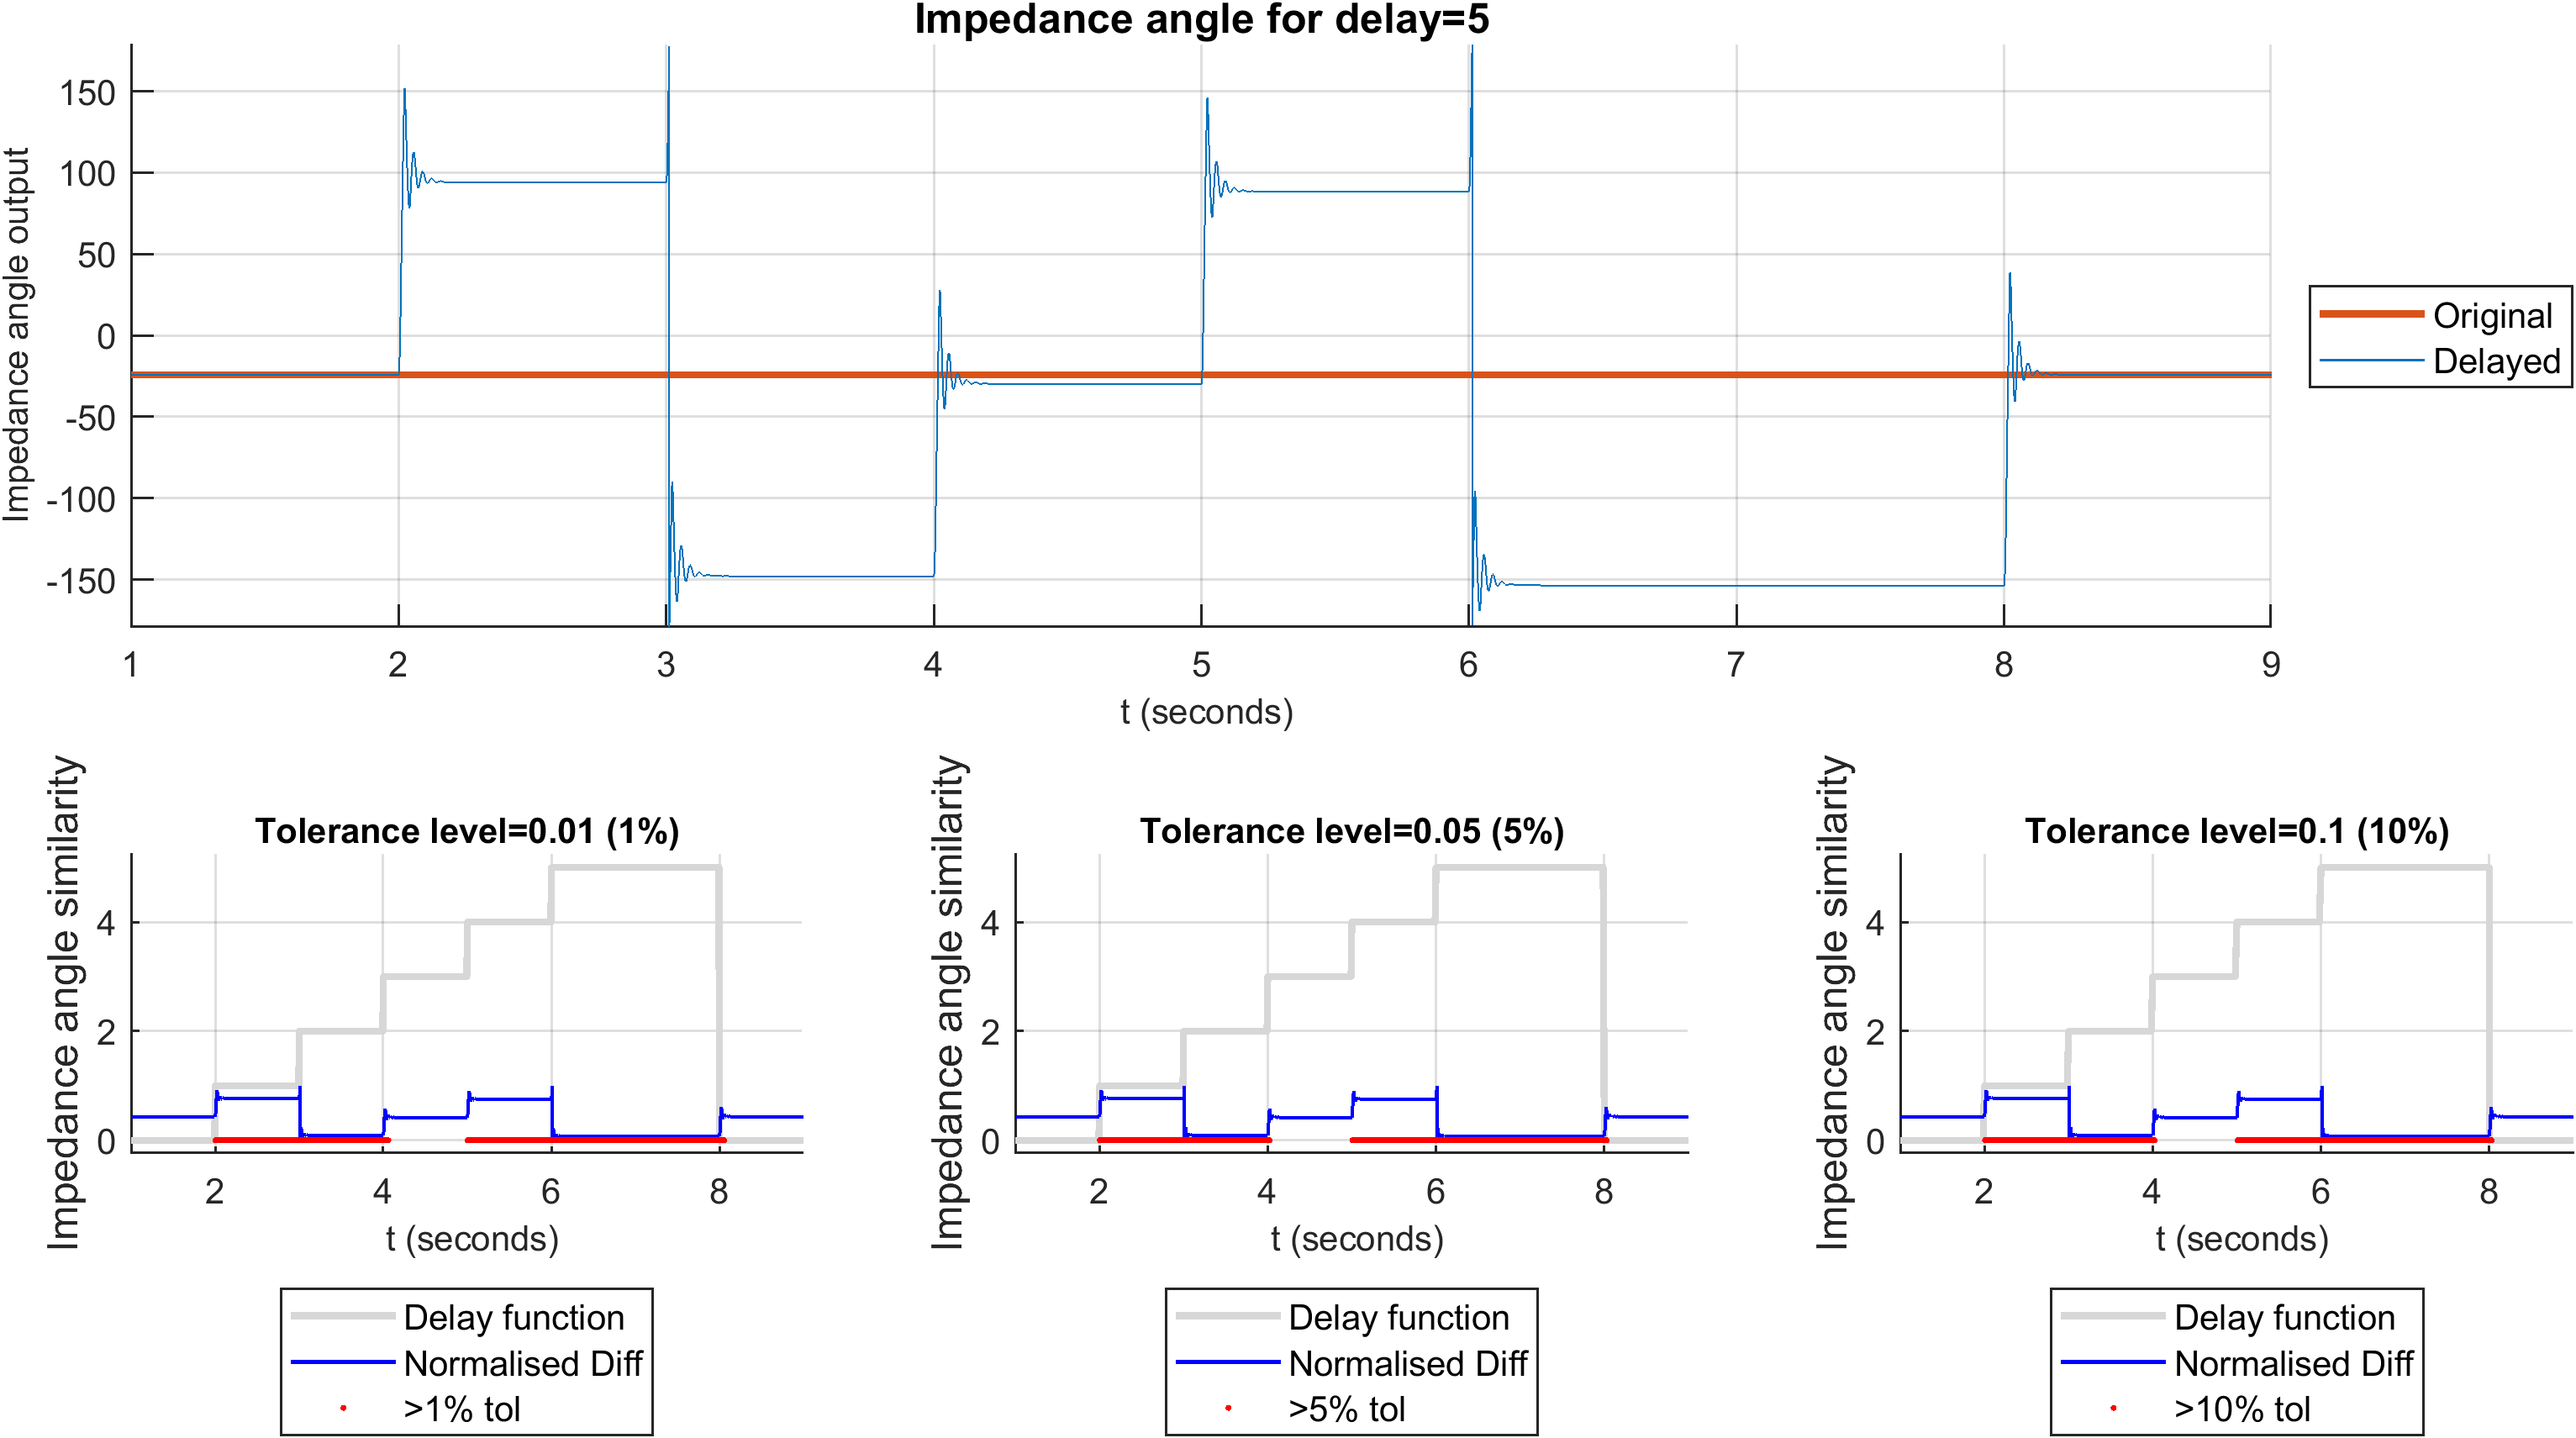 Impedance angle for delay=5
Impedance angle output
150
100
50
0
-50
-100
-150
1 2 3 4 5 6 7 8 9
t (seconds)
Original
Delayed
Tolerance level=0.01 (1%)
Impedance angle similarity
4
2
0
2 4 6 8
t (seconds)
Delay function
Normalised Diff
>1% tol
Tolerance level=0.05 (5%)
Impedance angle similarity
4
2
0
2 4 6 8
t (seconds)
Delay function
Normalised Diff
>5% tol
Tolerance level=0.1 (10%)
Impedance angle similarity
4
2
0
2 4 6 8
t (seconds)
Delay function
Normalised Diff
>10% tol